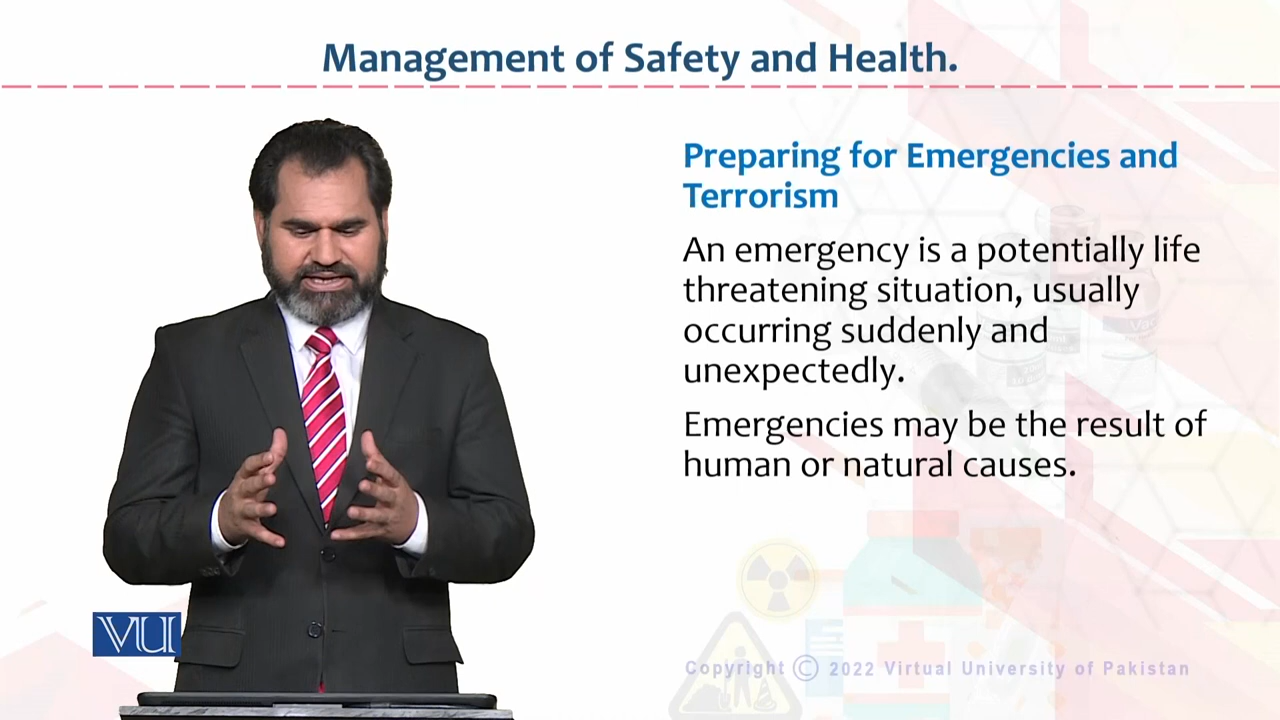 Management of Safety and Health.
Preparing for Emergencies and
Terrorism
An emergency is a potentially life
threatening situation, usually
occurring suddenly and
unexpectedly.
Emergencies may be the result of
human or natural causes.
VU
Copyright © 2022 Virtual University of Pakistan